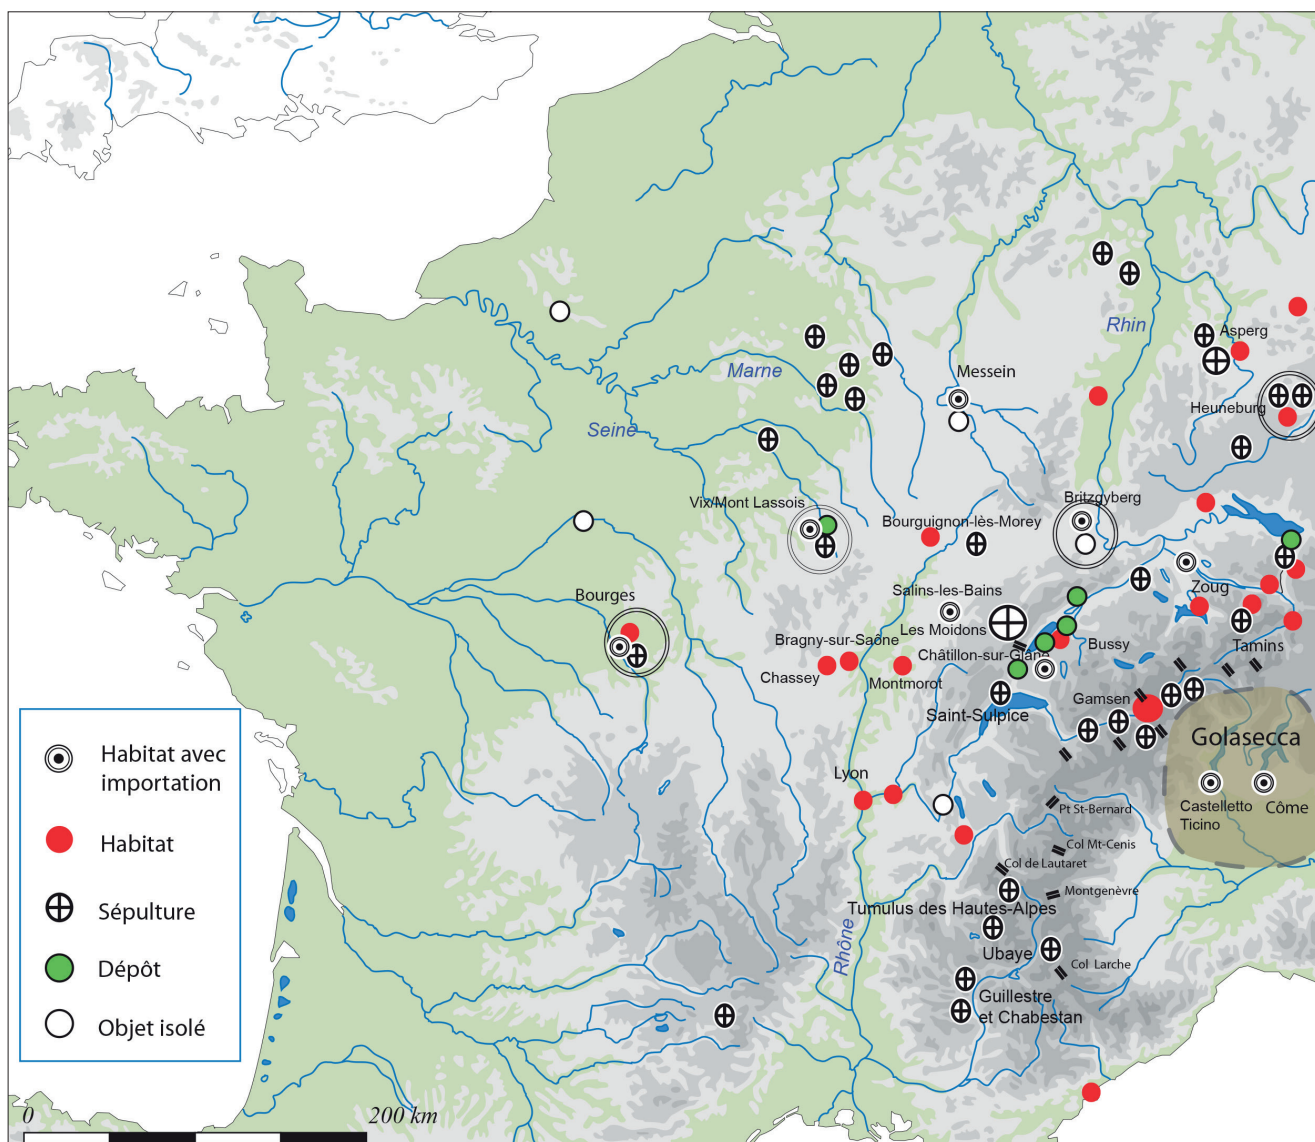 Rhin
Asperg
Marne
Messein
Heuneburg
Seine
Vix/Mont Lassois
Britzgyberg
Bourguignon-lès-Morey
Salins-les-Bains
Zoug
Bourges
Les Moidons
Bragny-sur-Saône
Bussy
Tamins
Châtillon-sur-Glâne
Chassey
Montmorot
Gamsen
Saint-Sulpice
Golasecca
Lyon
Castelletto
Ticino
Côme
Pt St-Bernard
Col Mt-Cenis
Col de Lautaret
Montgenèvre
Tumulus des Hautes-Alpes
Rhône
Ubaye
Col Larche
Guillestre
et Chabestan
Habitat avec
importation
Habitat
Sépulture
Dépôt
Objet isolé
0
200 km